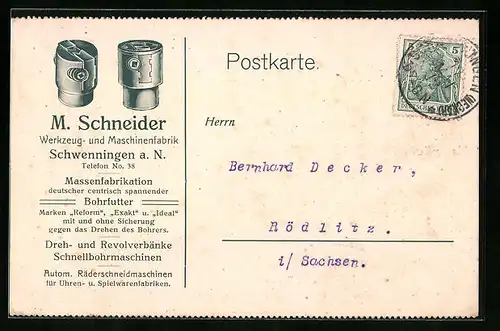 M. Schneider
Werkzeug- und Maschinenfabrik
Schwenningen a. N.
Telefon No. 38
Massenfabrikation
deutscher centrisch spannender
Bohrfutter
Marken „Reform“, „Exakt“ u. „Ideal“
mit und ohne Sicherung
gegen das Drehen des Bohrers.
Dreh- und Revolverbänke
Schnellbohrmaschinen
Autom. Räderschneidmaschinen
für Uhren- u. Spielwarenfabriken.
Postkarte.
5
Herrn
Bernhard Decker,
Rödlitz.
i/ Sachsen.